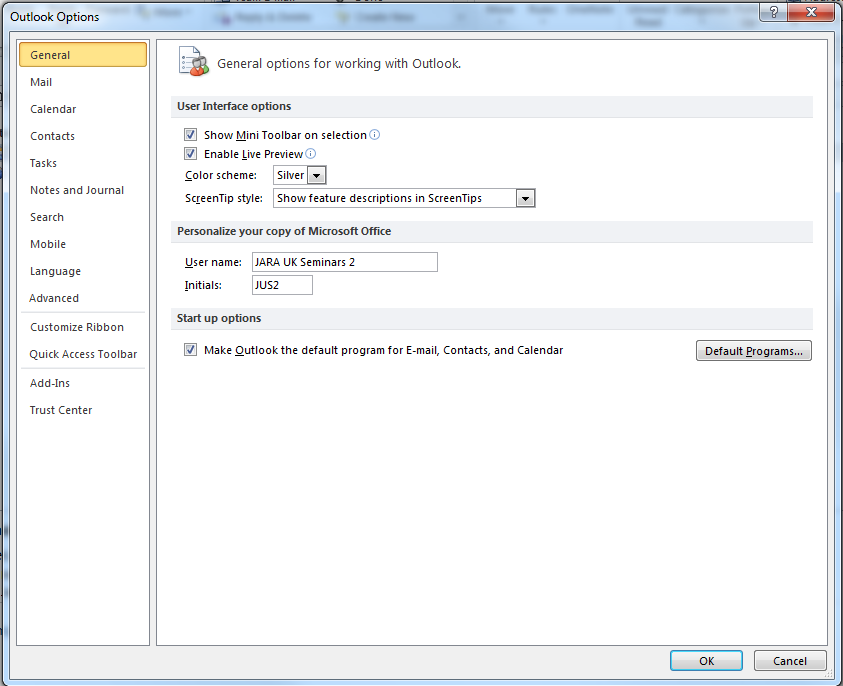 Outlook Options
General
Mail
Calendar
Contacts
Tasks
Notes and Journal
Search
Mobile
Language
Advanced
Customize Ribbon
Quick Access Toolbar
Add-Ins
Trust Center
General options for working with Outlook.
User Interface options
Show Mini Toolbar on selection
Enable Live Preview
Color scheme: Silver
ScreenTip style: Show feature descriptions in ScreenTips
Personalize your copy of Microsoft Office
User name: JARA UK Seminars 2
Initials: JUS2
Start up options
Make Outlook the default program for E-mail, Contacts, and Calendar Default Programs...
OK Cancel